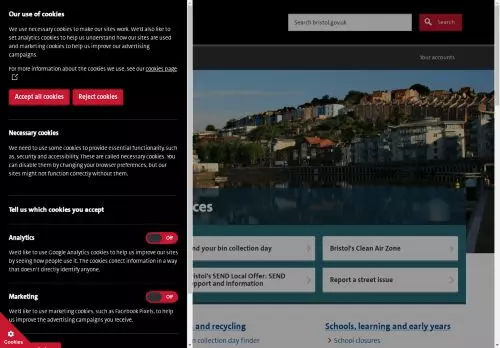 Our use of cookies
We use necessary cookies to make our sites work. We'd also like to
set analytics cookies to help us understand how our sites are used
and marketing cookies to help us improve our advertising
campaigns.
For more information about the cookies we use, see our cookies page
Accept all cookies Reject cookies
Necessary cookies
We need to use some cookies to provide essential functionality, such
as, security and accessibility. These are called necessary cookies. You
can disable them by changing your browser preferences, but our
sites might not function correctly without them.
Tell us which cookies you accept
Analytics Off
We'd like to use Google Analytics cookies to help us improve our sites
by seeing how people use it. The cookies collect information in a way
that doesn't directly identify anyone.
Marketing Off
We'd like to use marketing cookies, such as Facebook Pixels, to help
us improve the advertising campaigns you receive.
Cookies
Search bristol.gov.uk Search
Your accounts
ices
nd your bin collection day Bristol's Clean Air Zone
istol's SEND Local Offer: SEND
pport and information
Report a street issue
and recycling Schools, learning and early years
collection day finder School closures